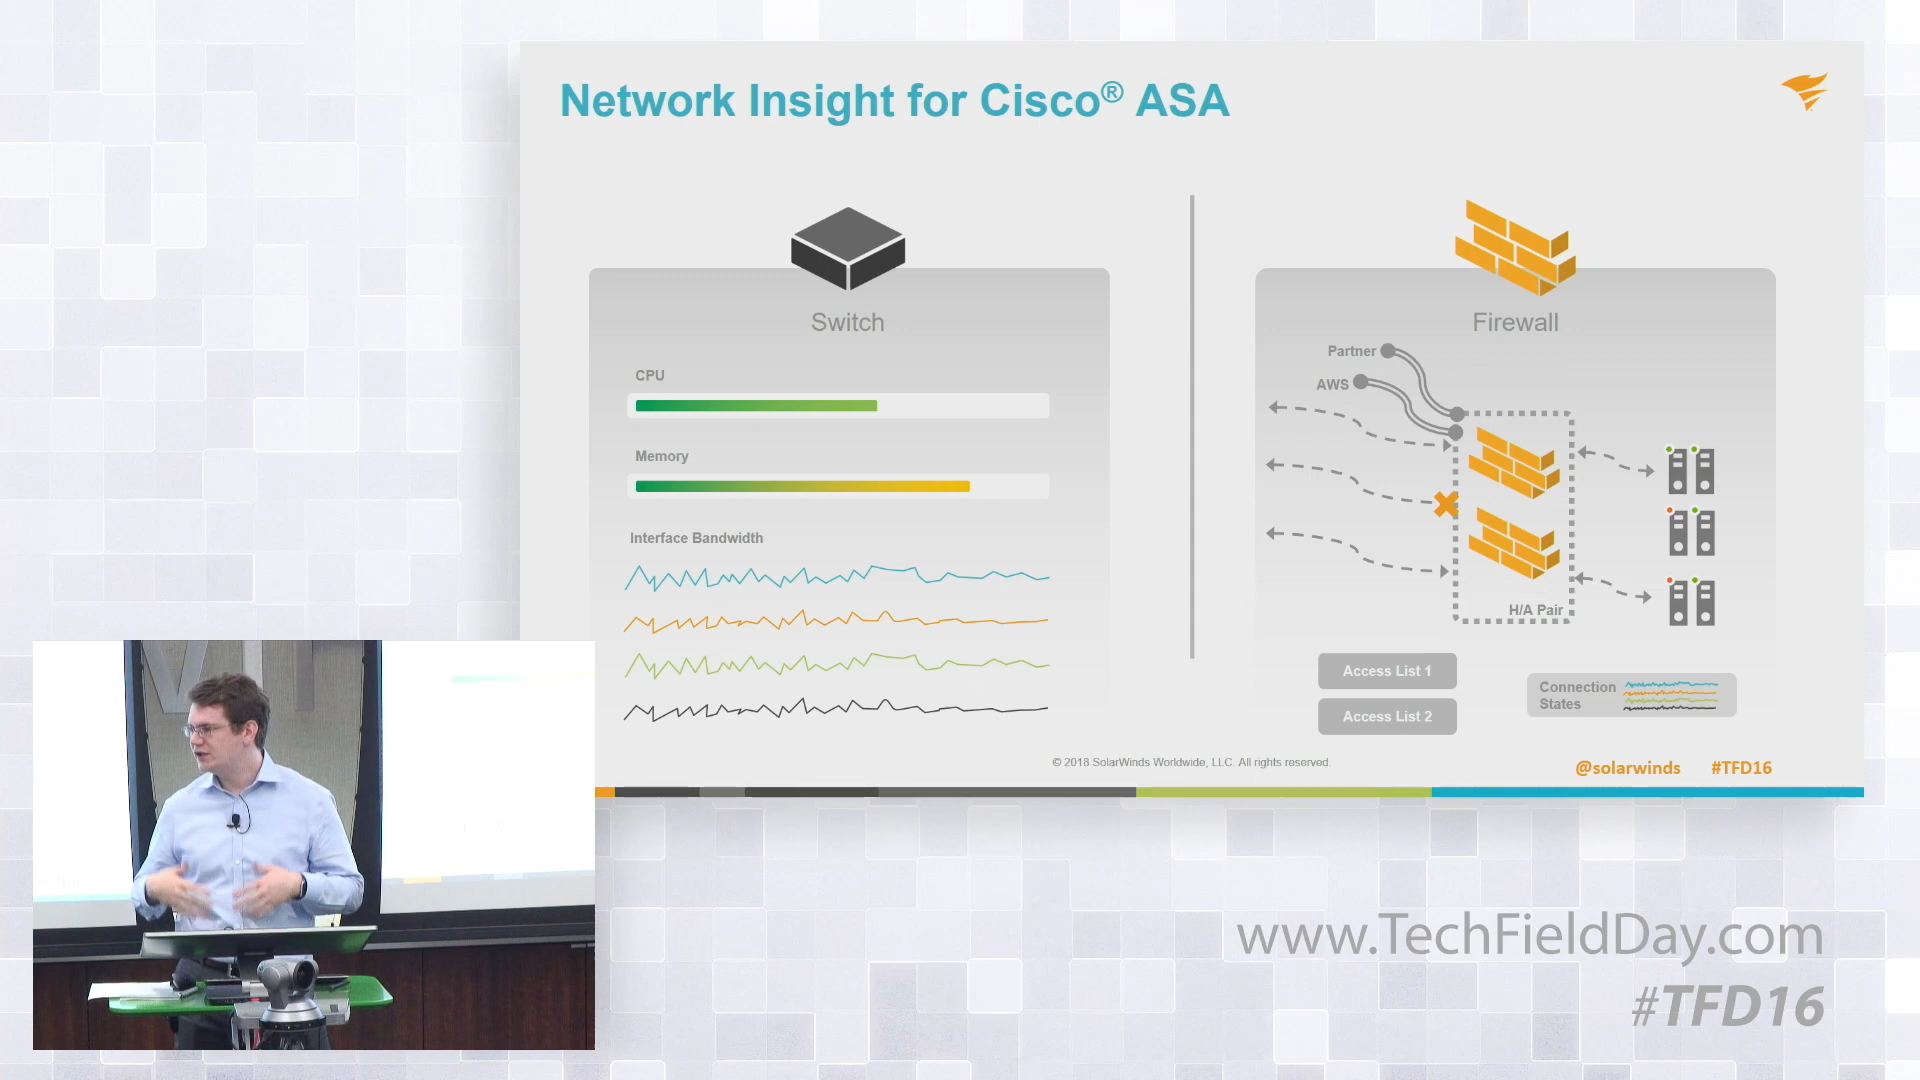 Network Insight for Cisco® ASA
Switch
CPU
Memory
Interface Bandwidth
Firewall
Partner
AWS
H/A Pair
Access List 1
Access List 2
Connection
States
© 2018 SolarWinds Worldwide, LLC. All rights reserved.
@solarwinds #TFD16
www.TechFieldDay.com
#TFD16